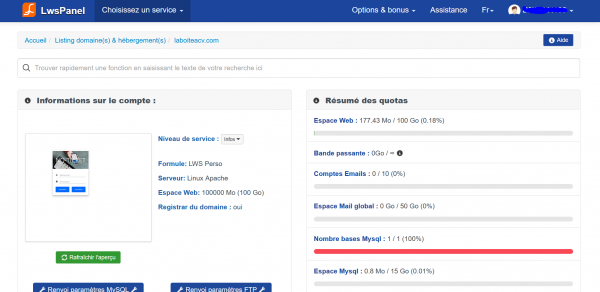 LwsPanel Choisissez un service Options & bonus Assistance Fr
Accueil / Listing domaine(s) & hébergement(s) / laboiteacv.com Aide
Trouver rapidement une fonction en saisissant le texte de votre recherche ici
Informations sur le compte :
Niveau de service : Infos
Formule: LWS Perso
Serveur: Linux Apache
Espace Web: 100000 Mo (100 Go)
Registrar du domaine : oui
Rafraîchir l'aperçu
Renvoi paramètres MySQL Renvoi paramètres FTP
Résumé des quotas
Espace Web : 177.43 Mo / 100 Go (0.18%)
Bande passante : 0Go / ∞
Comptes Emails : 0 / 10 (0%)
Espace Mail global : 0 Go / 50 Go (0%)
Nombre bases Mysql : 1 / 1 (100%)
Espace Mysql : 0.8 Mo / 15 Go (0.01%)